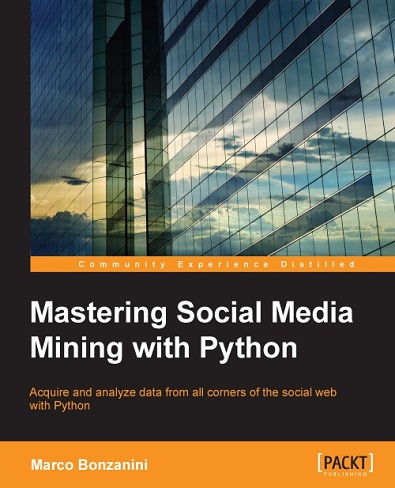 Community Experience Distilled
Mastering Social Media
Mining with Python
Acquire and analyze data from all corners of the social web
with Python
Marco Bonzanini
[PACKT]
PUBLISHING